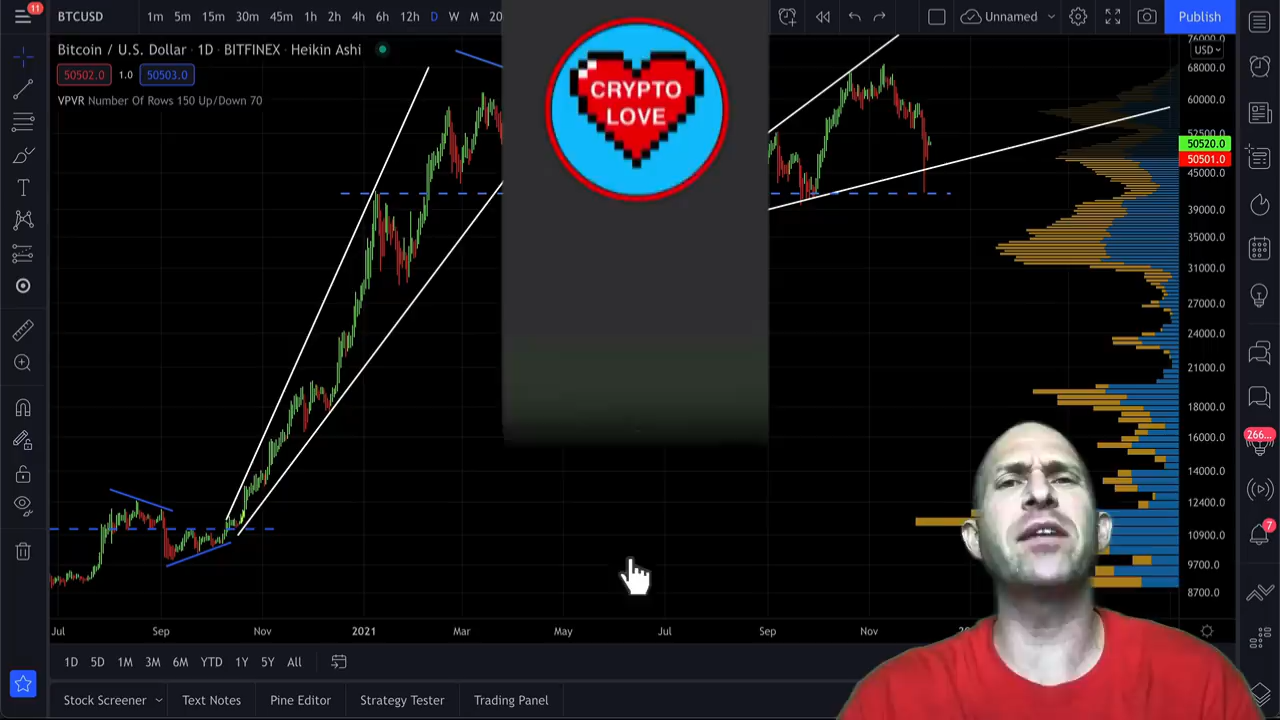 11
BTCUSD
1m 5m 15m 30m 45m 1h 2h 4h 6h 12h D W M
Unnamed
Publish
Bitcoin / U.S. Dollar · 1D · BITFINEX · Heikin Ashi
50502.0 1.0 50503.0
VPVR Number Of Rows 150 Up/Down 70
CRYPTO
LOVE
USD
68000.0
60000.0
52500.0
50520.0
50501.0
45000.0
39000.0
35000.0
31000.0
27000.0
24000.0
21000.0
18000.0
16000.0
14000.0
12400.0
10900.0
9700.0
8700.0
266...
7
Jul Sep Nov 2021 Mar May Jul Sep Nov
1D 5D 1M 3M 6M YTD 1Y 5Y All
Stock Screener Text Notes Pine Editor Strategy Tester Trading Panel